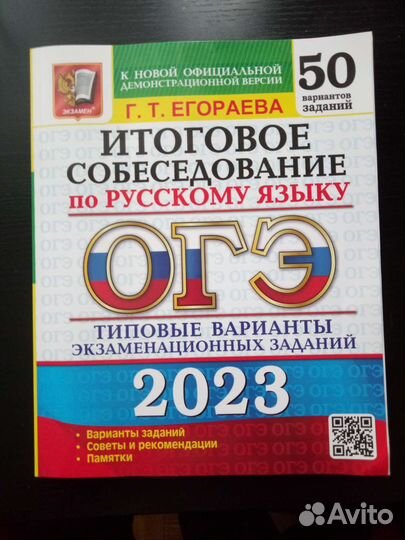 К НОВОЙ ОФИЦИАЛЬНОЙ
ДЕМОНСТРАЦИОННОЙ ВЕРСИИ
50
вариантов
заданий
ЭКЗАМЕН
Г. Т. ЕГОРАЕВА
ИТОГОВОЕ
СОБЕСЕДОВАНИЕ
ПО РУССКОМУ ЯЗЫКУ
ОГЭ
ТИПОВЫЕ ВАРИАНТЫ
ЭКЗАМЕНАЦИОННЫХ ЗАДАНИЙ
2023
• Варианты заданий
• Советы и рекомендации
• Памятки
Avito